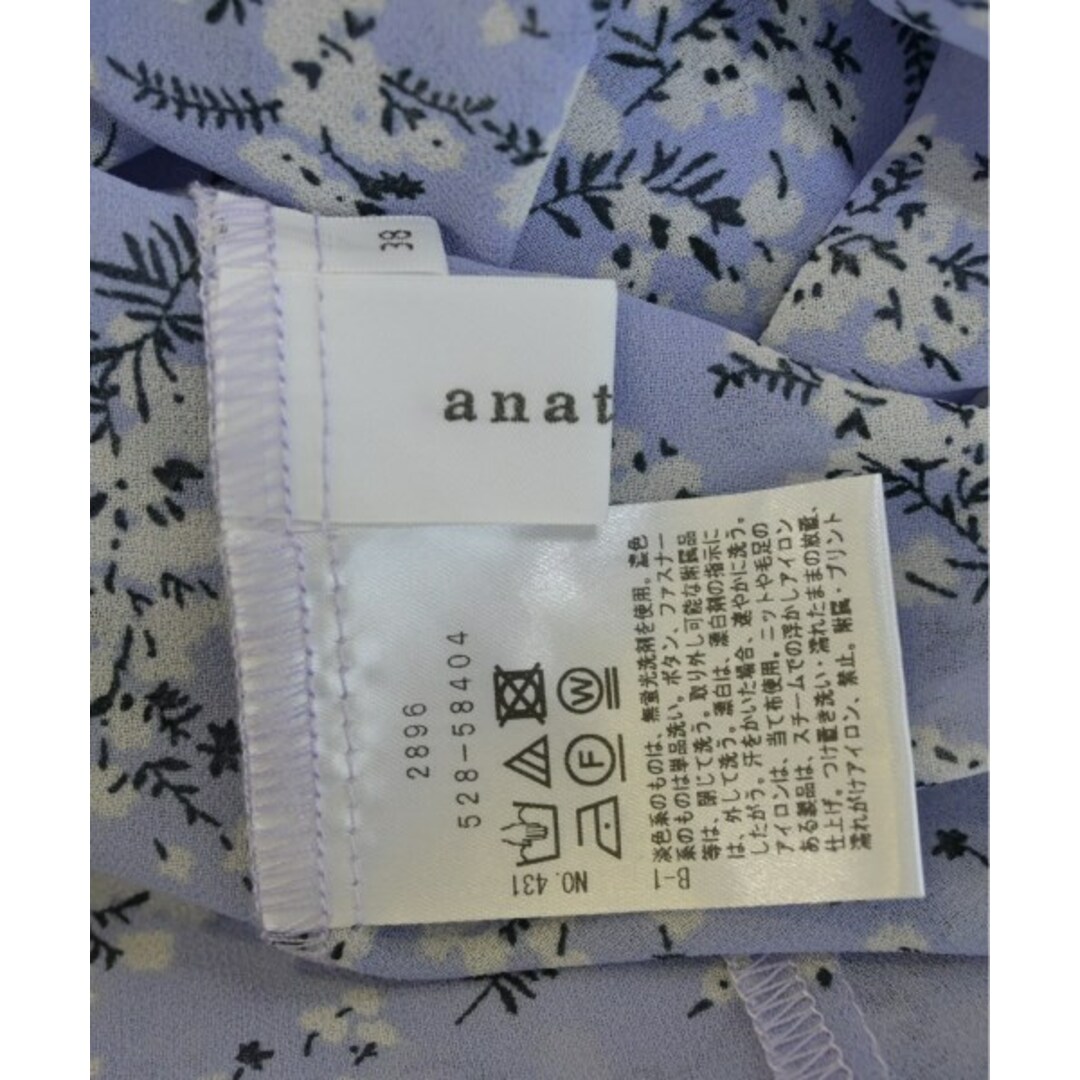 38
anat
2896
528-58404
NO.431
B-1
淡色系のものは、無蛍光洗剤を使用。濃色
系のものは単品洗い。ボタン、ファスナー
等は、閉じて洗う。取り外し可能な附属品
は、外して洗う。漂白は、漂白剤の指示に
したがう。汗をかいた場合、速やかに洗う。
アイロンは、当て布使用。ニットや毛足の
ある製品は、スチームでの浮かしアイロン
仕上げ。つけ置き洗い・濡れたままの放置、
濡れがけアイロン、禁止。附属・プリント
W
F